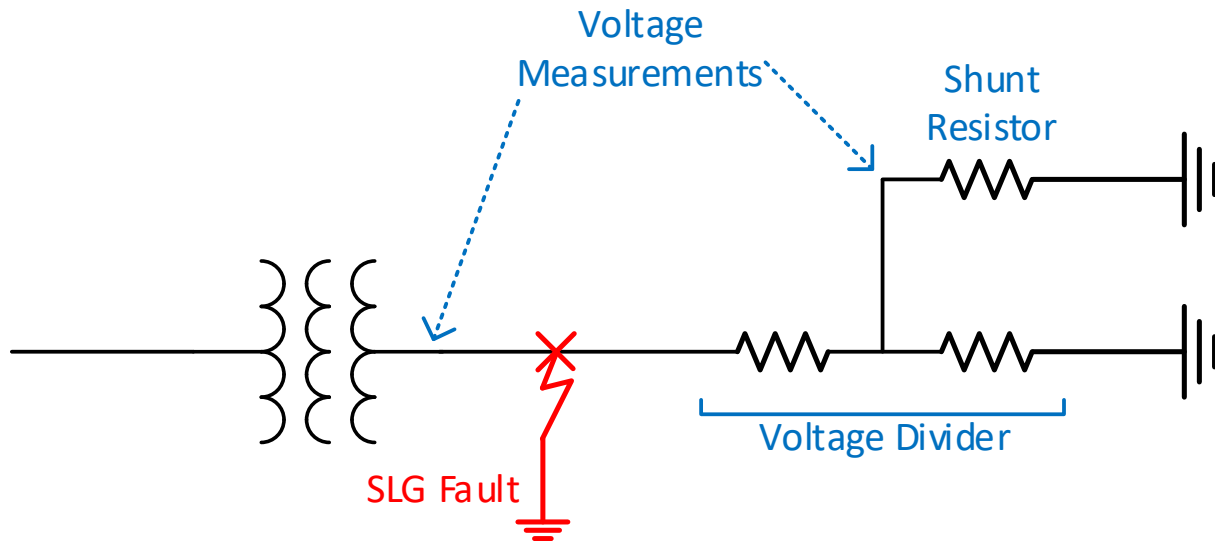 Voltage
Measurements
Shunt
Resistor
Voltage Divider
SLG Fault